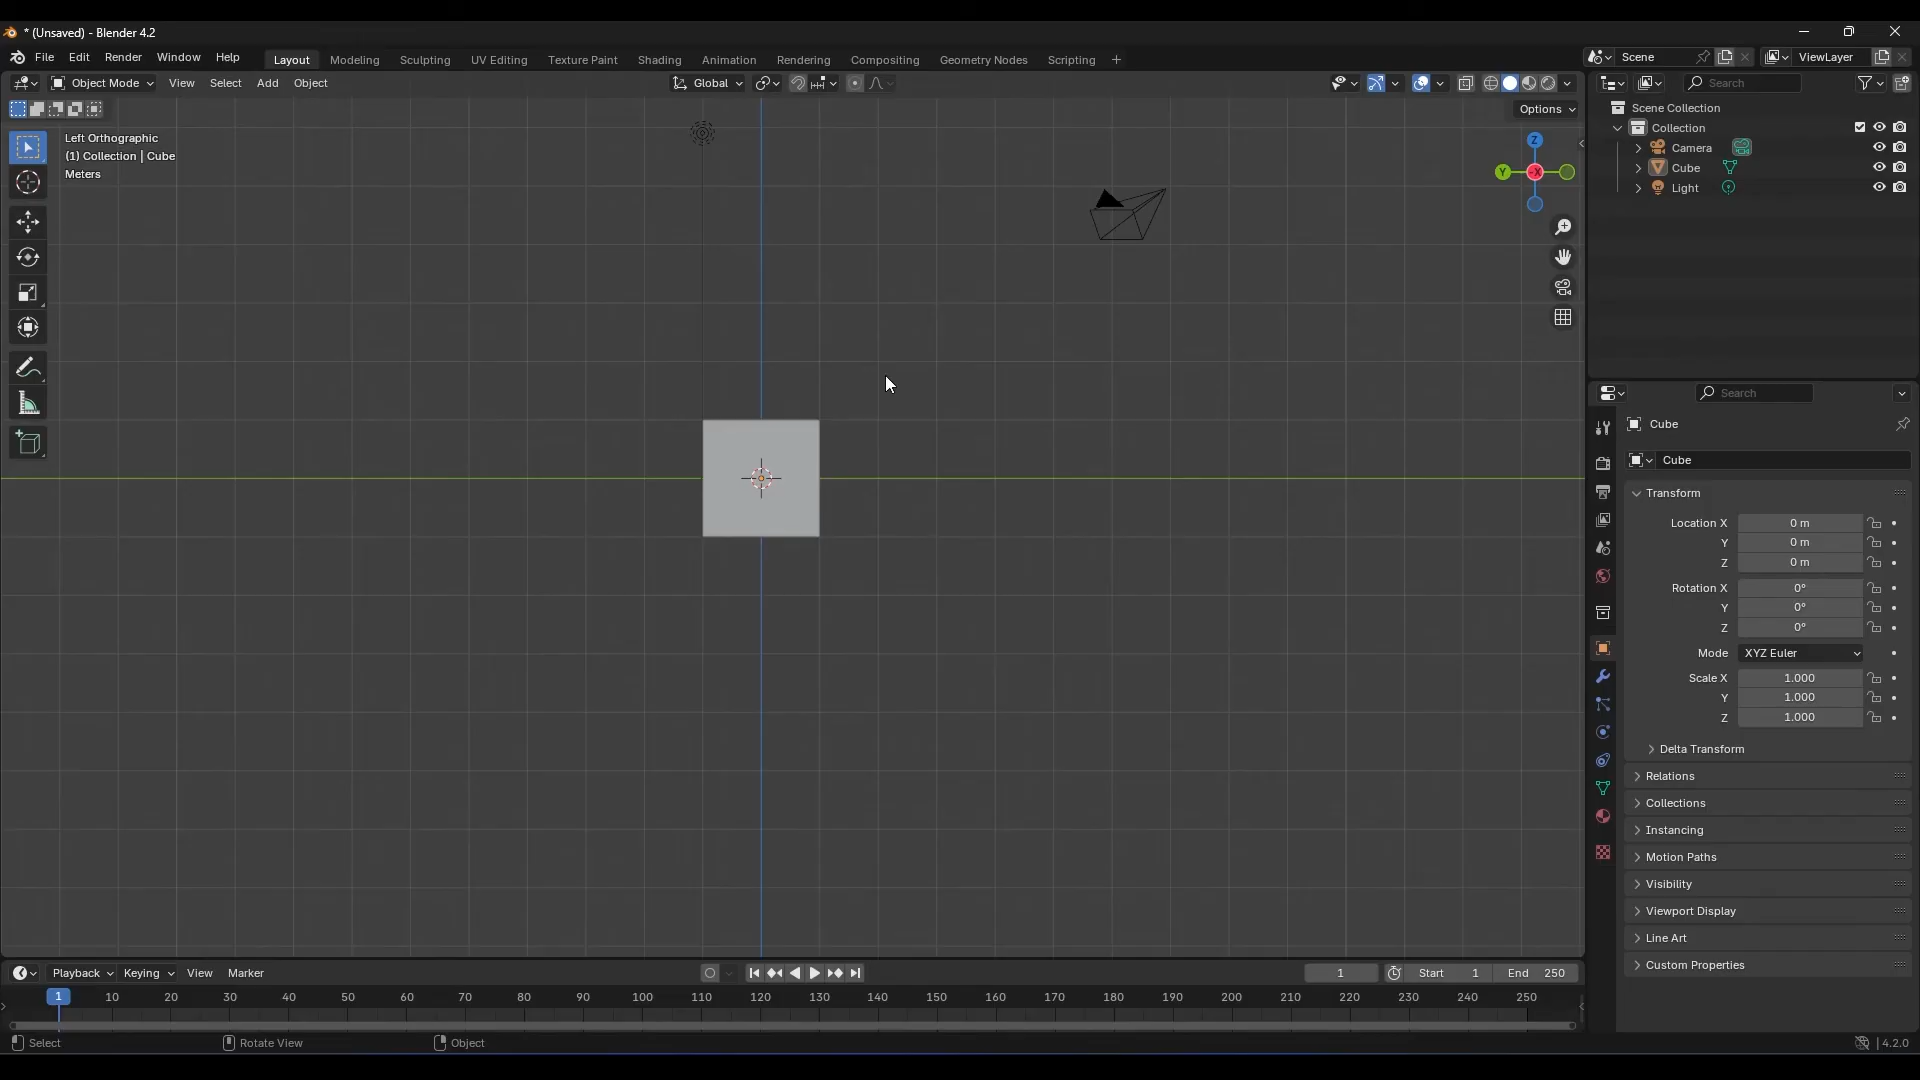 * (Unsaved) - Blender 4.2
File Edit Render Window Help Layout Modeling Sculpting UV Editing Texture Paint Shading Animation Rendering Compositing Geometry Nodes Scripting + Scene ViewLayer
Object Mode View Select Add Object Global Search
Options
Left Orthographic
(1) Collection | Cube
Meters
Z
Y
-X
Scene Collection
Collection
Camera
Cube
Light
Search
Cube
Cube
Transform
Location X 0 m
Y 0 m
Z 0 m
Rotation X 0°
Y 0°
Z 0°
Mode XYZ Euler
Scale X 1.000
Y 1.000
Z 1.000
Delta Transform
Relations
Collections
Instancing
Motion Paths
Visibility
Viewport Display
Line Art
Custom Properties
Playback Keying View Marker 1 Start 1 End 250
1 10 20 30 40 50 60 70 80 90 100 110 120 130 140 150 160 170 180 190 200 210 220 230 240 250
Select Rotate View Object 4.2.0